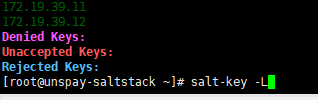 172.19.39.11
172.19.39.12
Denied Keys:
Unaccepted Keys:
Rejected Keys:
[root@unspay-saltstack ~]# salt-key -L